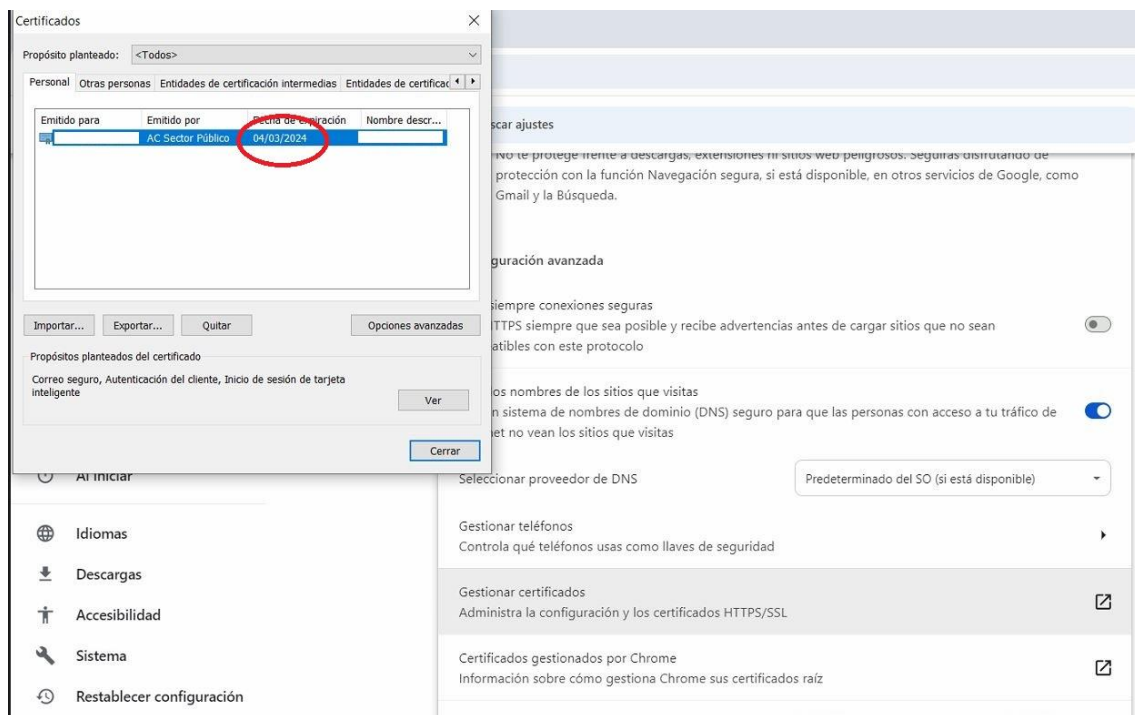 Certificados
Propósito planteado: <Todos>
Personal Otras personas Entidades de certificación intermedias Entidades de certificac
Emitido para Emitido por Fecha de expiración Nombre descr...
AC Sector Público 04/03/2024
Importar... Exportar... Quitar Opciones avanzadas
Propósitos planteados del certificado
Correo seguro, Autenticación del cliente, Inicio de sesión de tarjeta
inteligente
Ver
Cerrar
scar ajustes
No te protege frente a descargas, extensiones ni sitios web peligrosos. Seguirás disfrutando de
protección con la función Navegación segura, si está disponible, en otros servicios de Google, como
Gmail y la Búsqueda.
guración avanzada
siempre conexiones seguras
TTPS siempre que sea posible y recibe advertencias antes de cargar sitios que no sean
atibles con este protocolo
os nombres de los sitios que visitas
n sistema de nombres de dominio (DNS) seguro para que las personas con acceso a tu tráfico de
net no vean los sitios que visitas
Seleccionar proveedor de DNS Predeterminado del SO (si está disponible)
Gestionar teléfonos
Controla qué teléfonos usas como llaves de seguridad
Gestionar certificados
Administra la configuración y los certificados HTTPS/SSL
Certificados gestionados por Chrome
Información sobre cómo gestiona Chrome sus certificados raíz
Al iniciar
Idiomas
Descargas
Accesibilidad
Sistema
Restablecer configuración